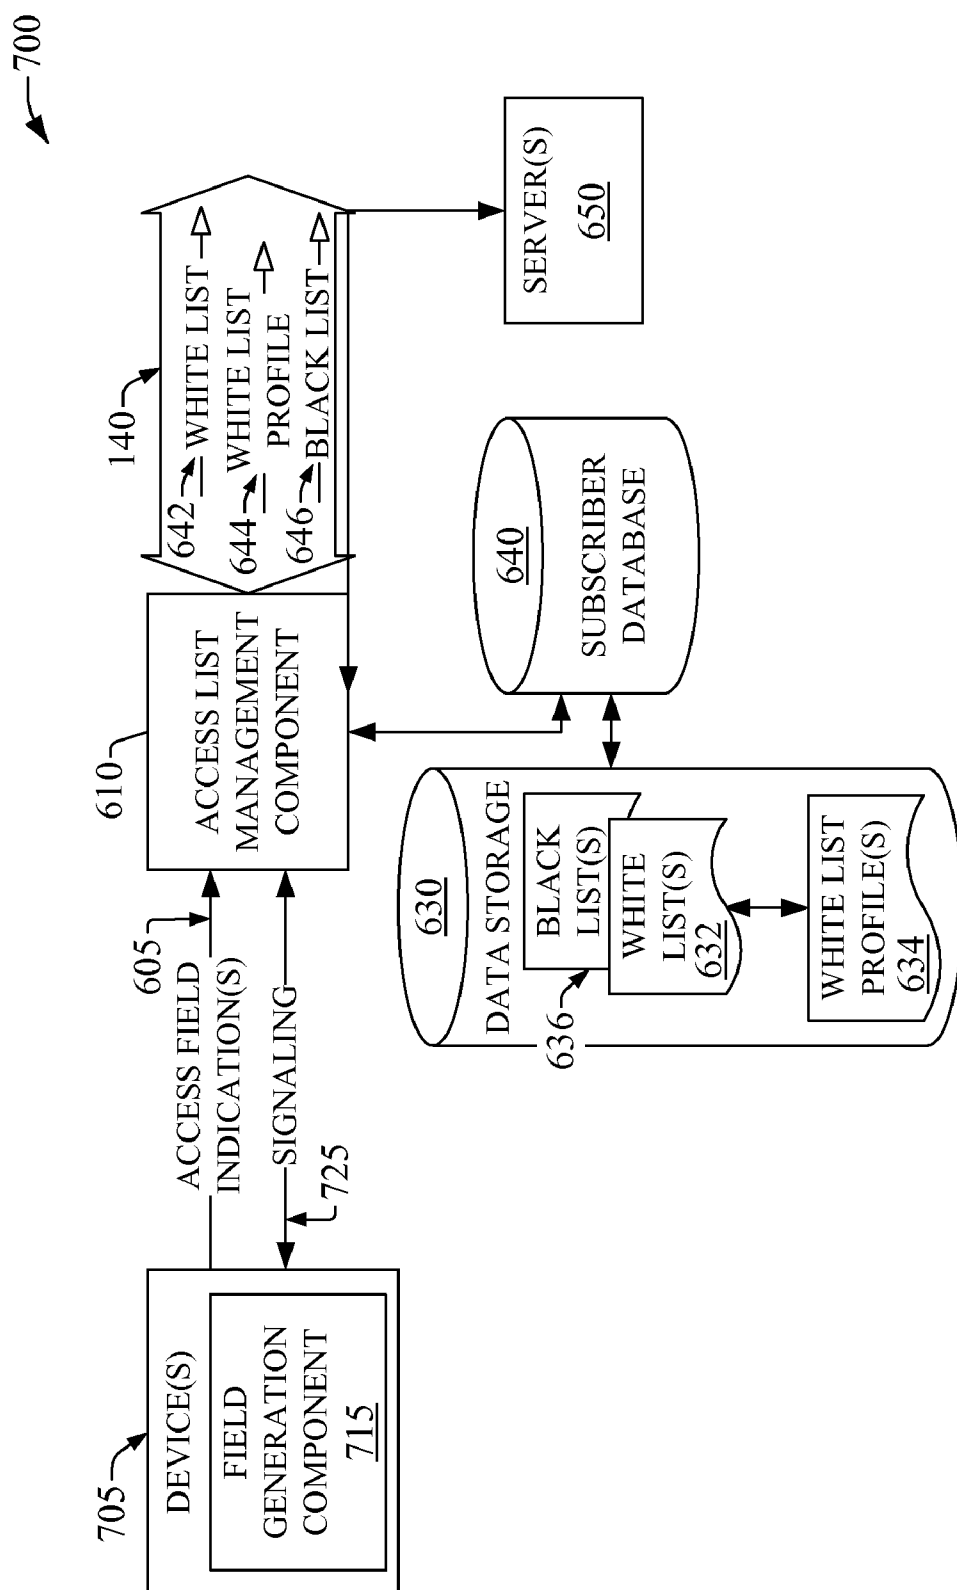 700
705
DEVICE(S)
FIELD
GENERATION
COMPONENT
715
ACCESS FIELD
INDICATION(S)
605
SIGNALING
725
610
ACCESS LIST
MANAGEMENT
COMPONENT
140
642
WHITE LIST
644
WHITE LIST
PROFILE
646
BLACK LIST
630
DATA STORAGE
BLACK
LIST(S)
636
WHITE
LIST(S)
632
WHITE LIST
PROFILE(S)
634
640
SUBSCRIBER
DATABASE
SERVER(S)
650